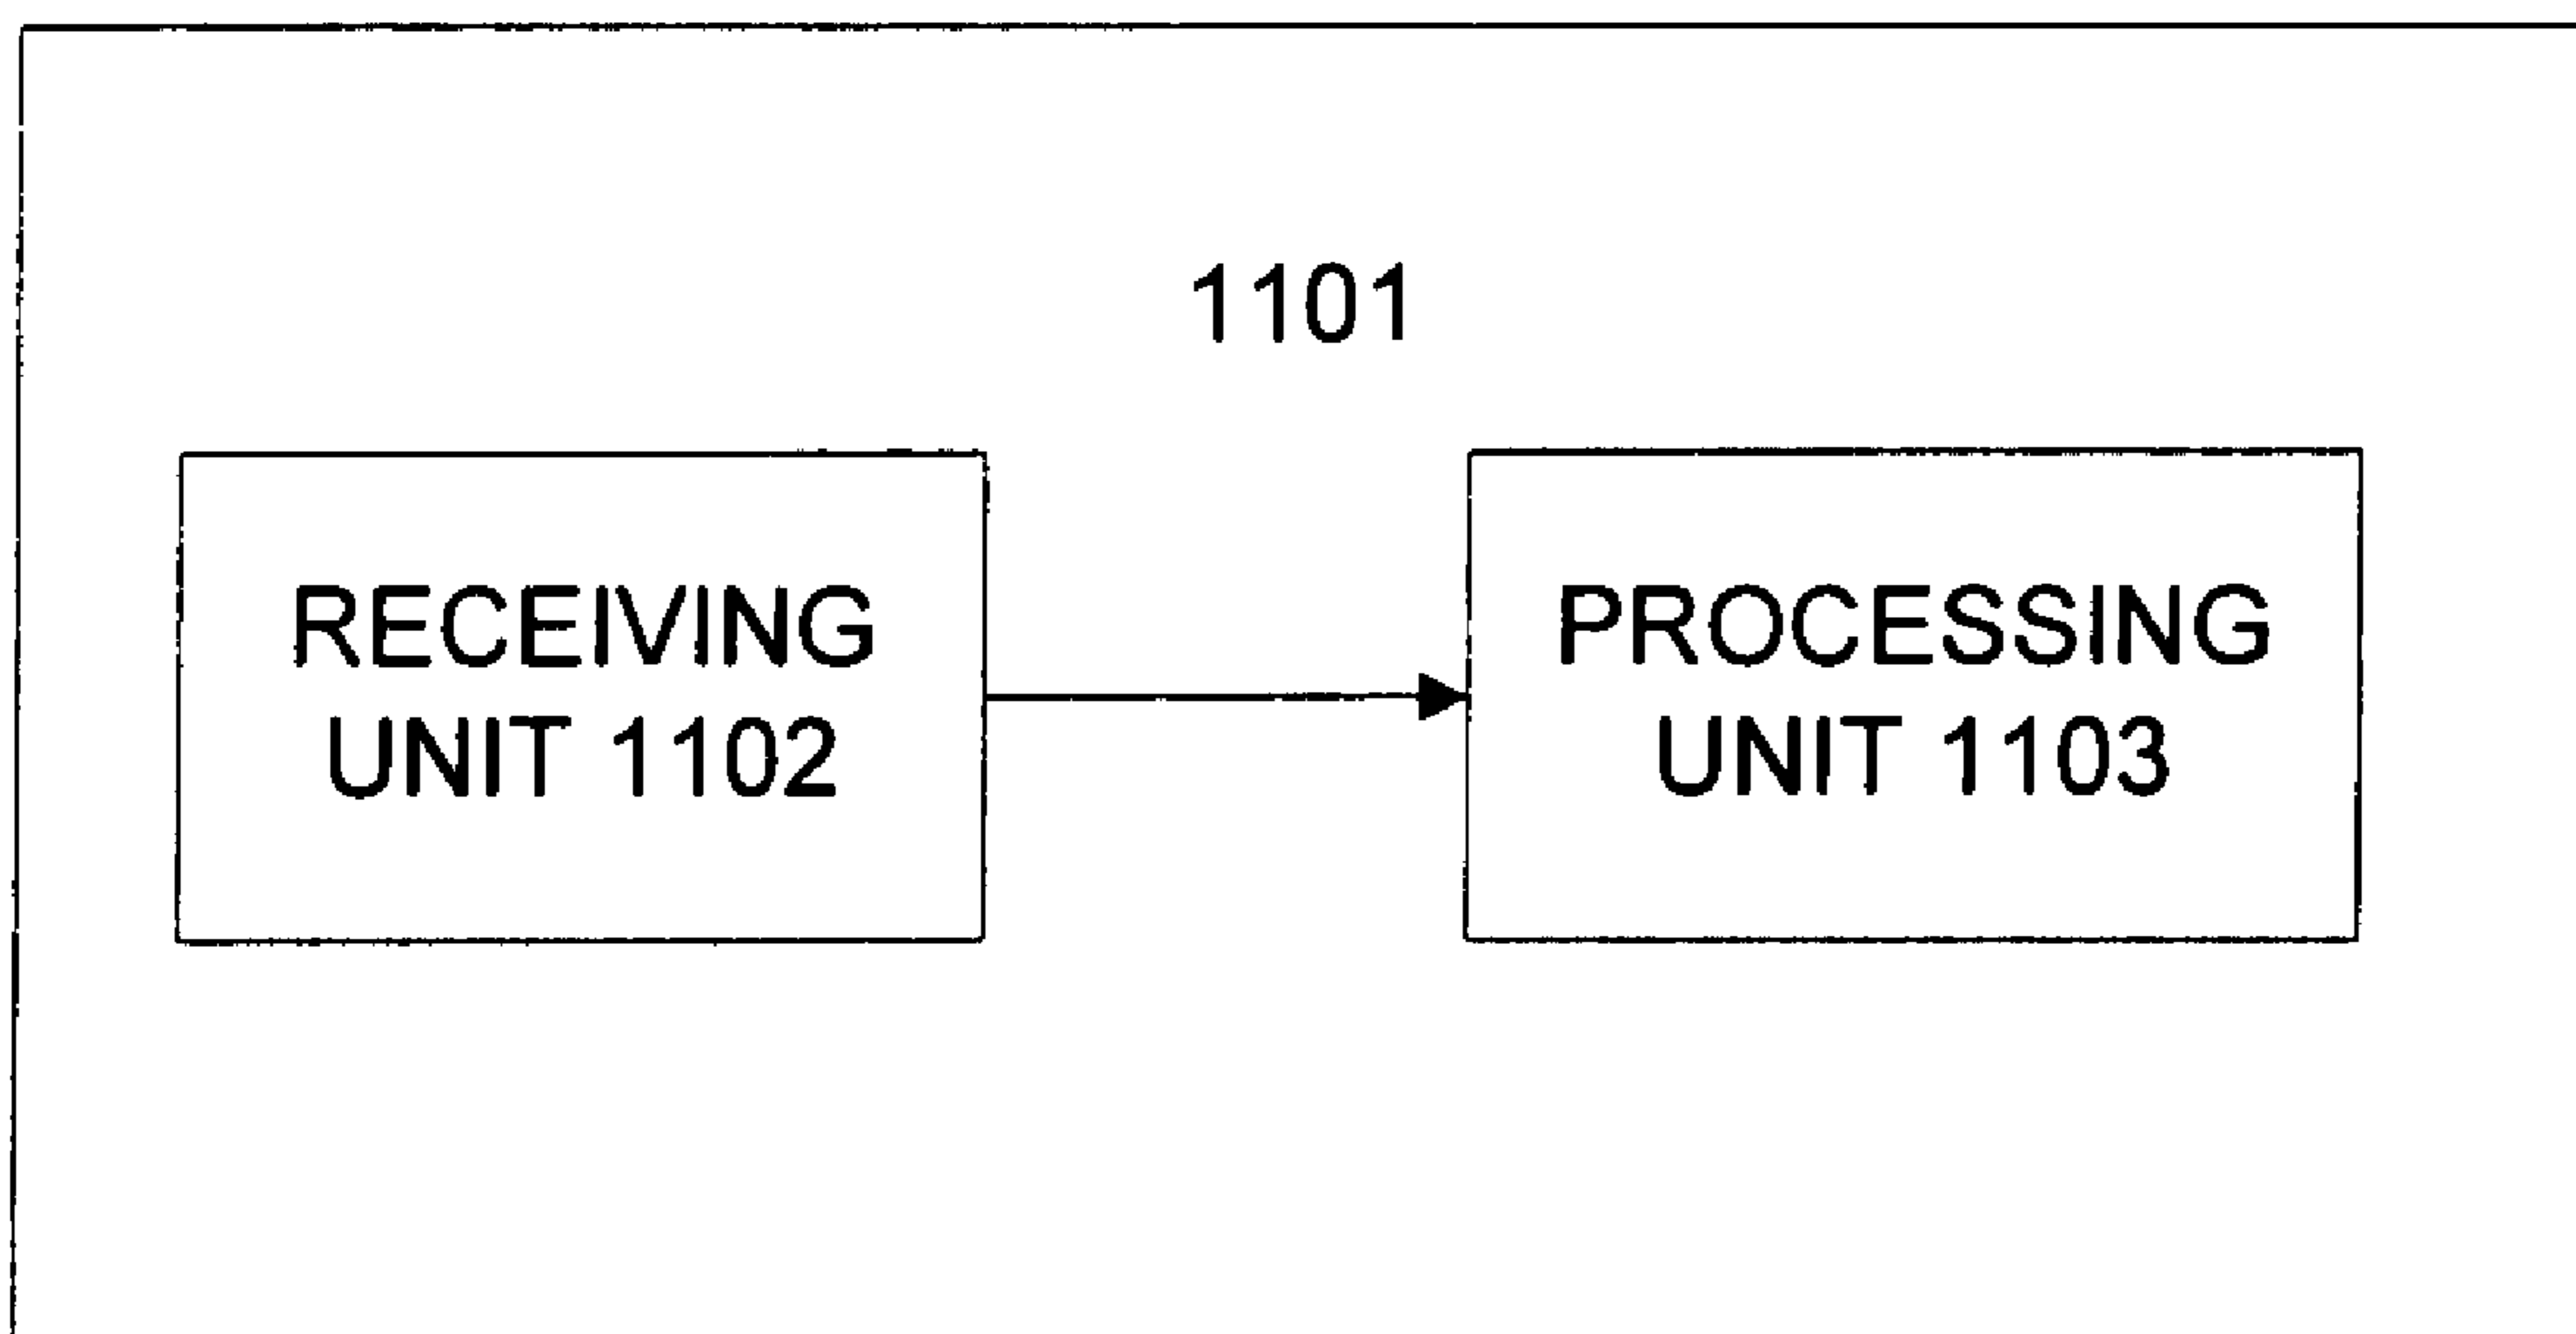 1101
RECEIVING
UNIT 1102
PROCESSING
UNIT 1103